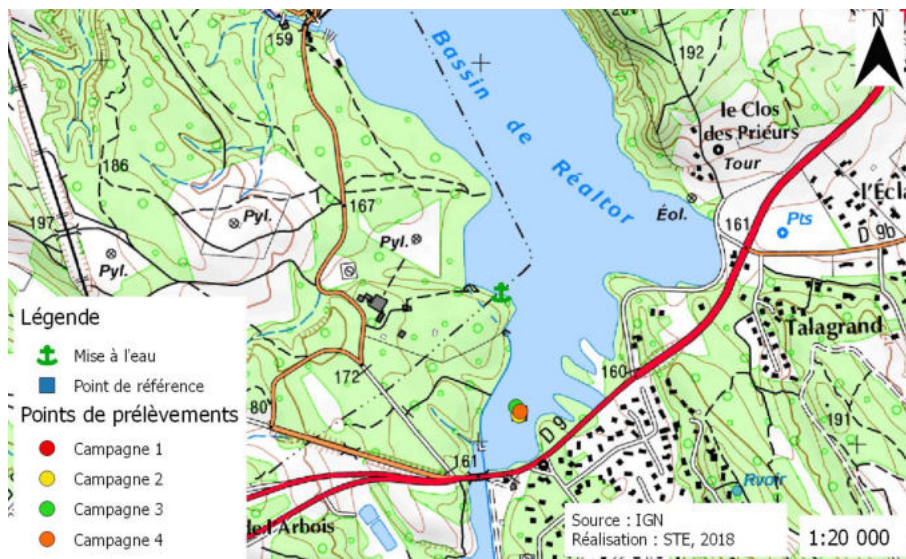 159
Bassin
de
Réaltor
192
N
le Clos
des Prieurs
Tour
186
197
Pyl.
Pyl.
167
Pyl.
Éol.
161
Pts
l'Écla
D 9b
Légende
Mise à l'eau
Point de référence
Points de prélèvements
Campagne 1
Campagne 2
Campagne 3
Campagne 4
172
80
161
de l'Arbois
160
D 9
Talagrand
191
Rvoir
Source : IGN
Réalisation : STE, 2018
1:20 000